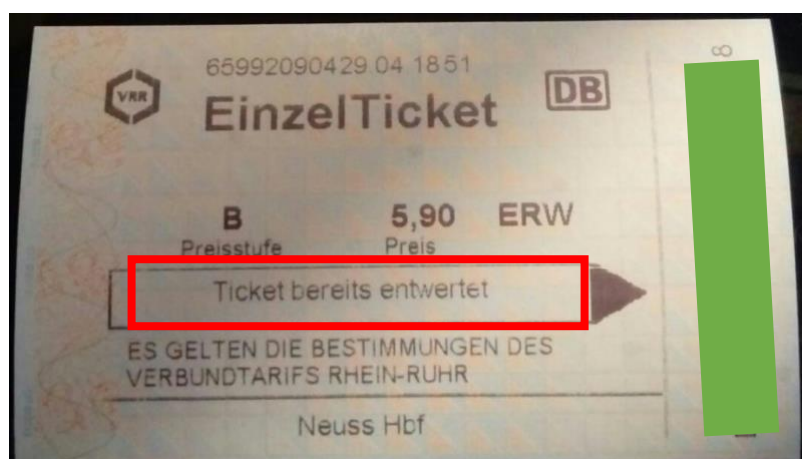 65992090429.04 1851
VRR
EinzelTicket
DB
B 5,90 ERW
Preisstufe Preis
Ticket bereits entwertet
ES GELTEN DIE BESTIMMUNGEN DES
VERBUNDTARIFS RHEIN-RUHR
Neuss Hbf
8